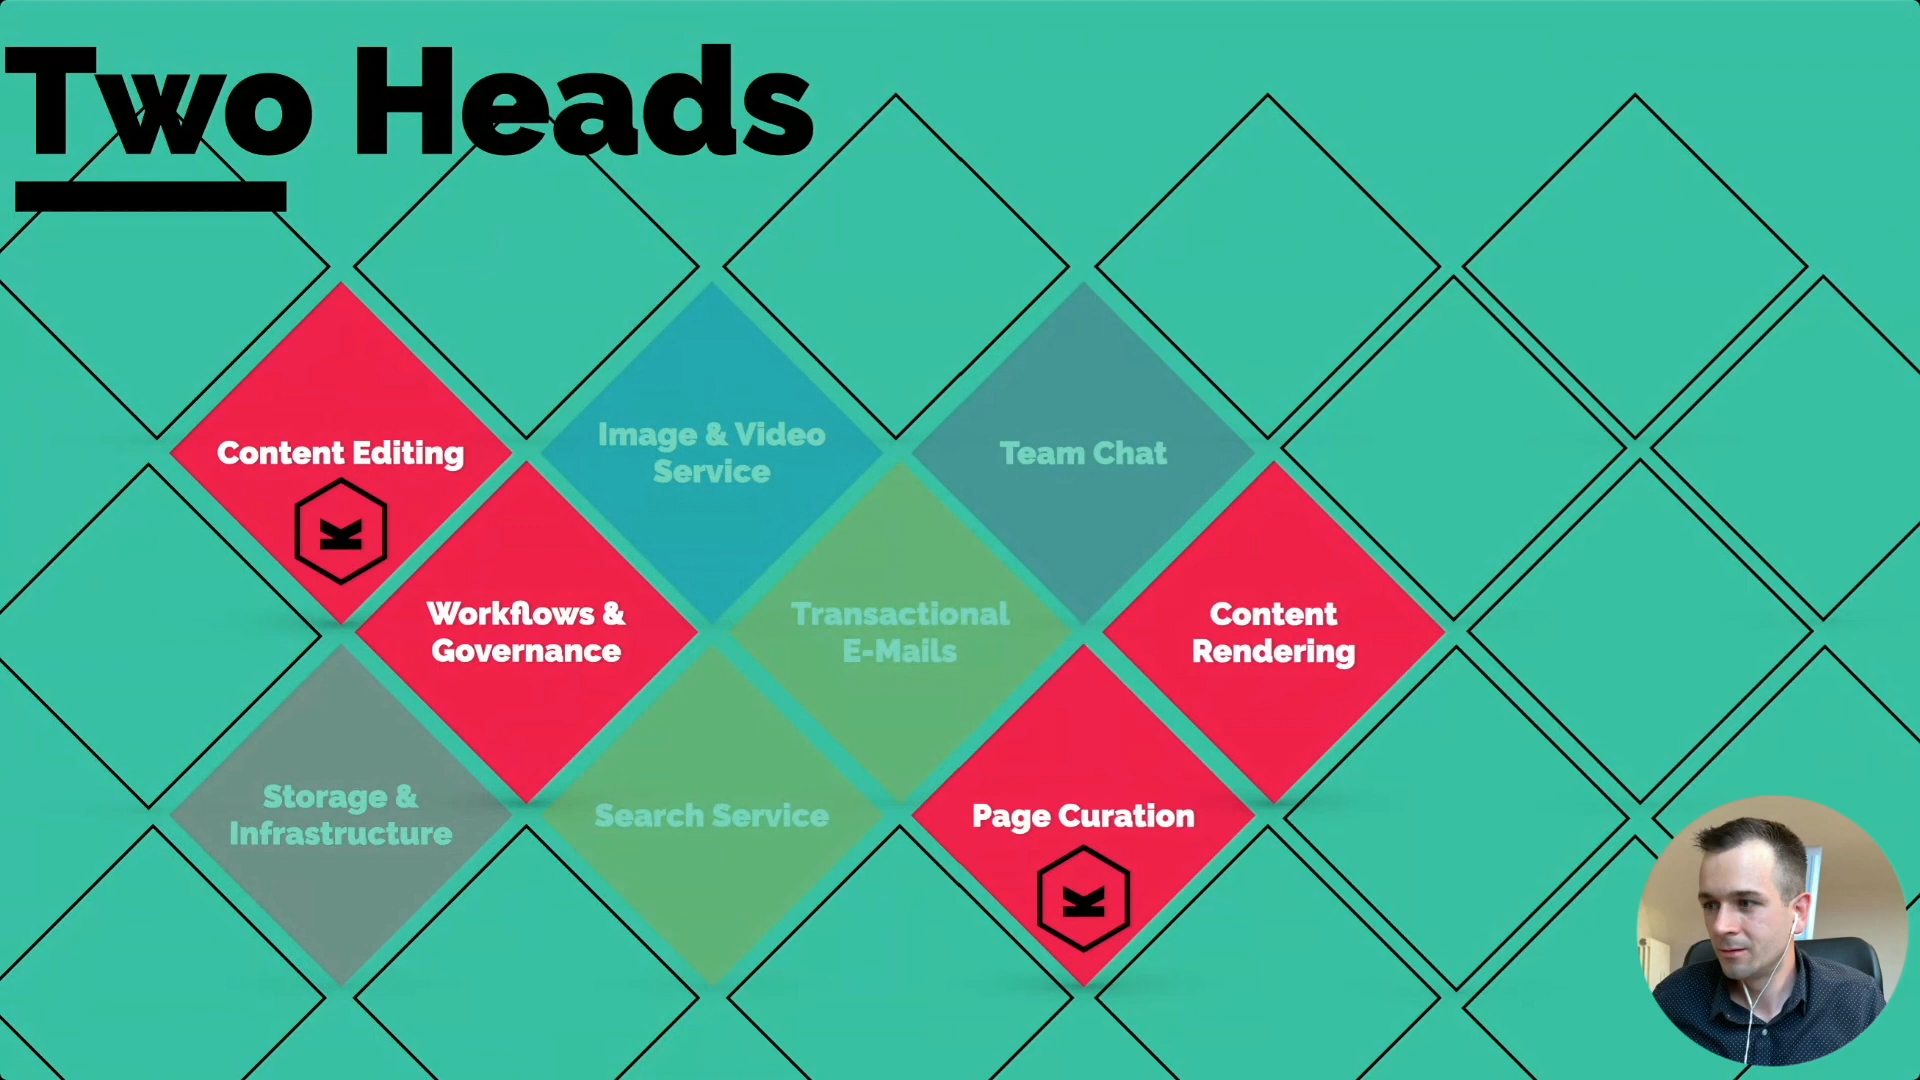 Two Heads
Content Editing
K
Image & Video
Service
Team Chat
Workflows &
Governance
Transactional
E-Mails
Content
Rendering
Storage &
Infrastructure
Search Service
Page Curation
K